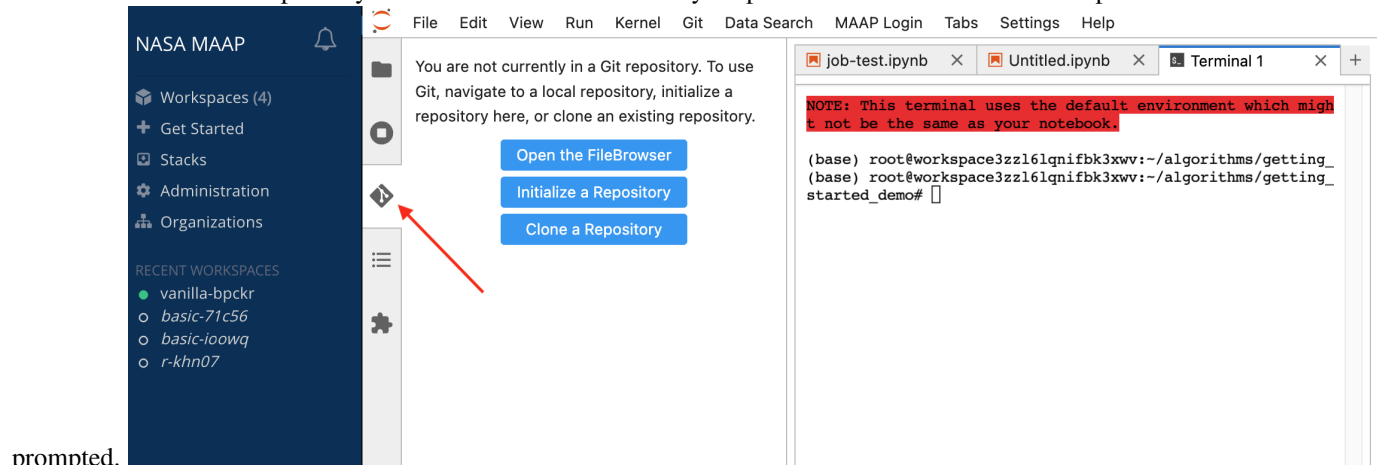 NASA MAAP
Workspaces (4)
Get Started
Stacks
Administration
Organizations
RECENT WORKSPACES
vanilla-bpckr
basic-71c56
basic-ioowq
r-khn07
File Edit View Run Kernel Git Data Search MAAP Login Tabs Settings Help
You are not currently in a Git repository. To use
Git, navigate to a local repository, initialize a
repository here, or clone an existing repository.
Open the FileBrowser
Initialize a Repository
Clone a Repository
job-test.ipynb
Untitled.ipynb
Terminal 1
NOTE: This terminal uses the default environment which migh
t not be the same as your notebook.
(base) root@workspace3zzl6lqnifbk3xwv:~/algorithms/getting_
(base) root@workspace3zzl6lqnifbk3xwv:~/algorithms/getting_
started_demo#
prompted.